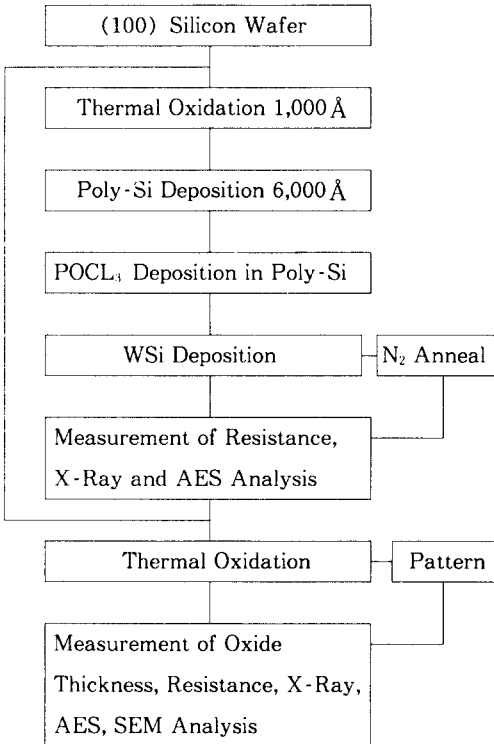 (100) Silicon Wafer
Thermal Oxidation 1,000 Å
Poly-Si Deposition 6,000 Å
POCL₃ Deposition in Poly-Si
WSi Deposition
N₂ Anneal
Measurement of Resistance,
X-Ray and AES Analysis
Thermal Oxidation
Pattern
Measurement of Oxide
Thickness, Resistance, X-Ray,
AES, SEM Analysis